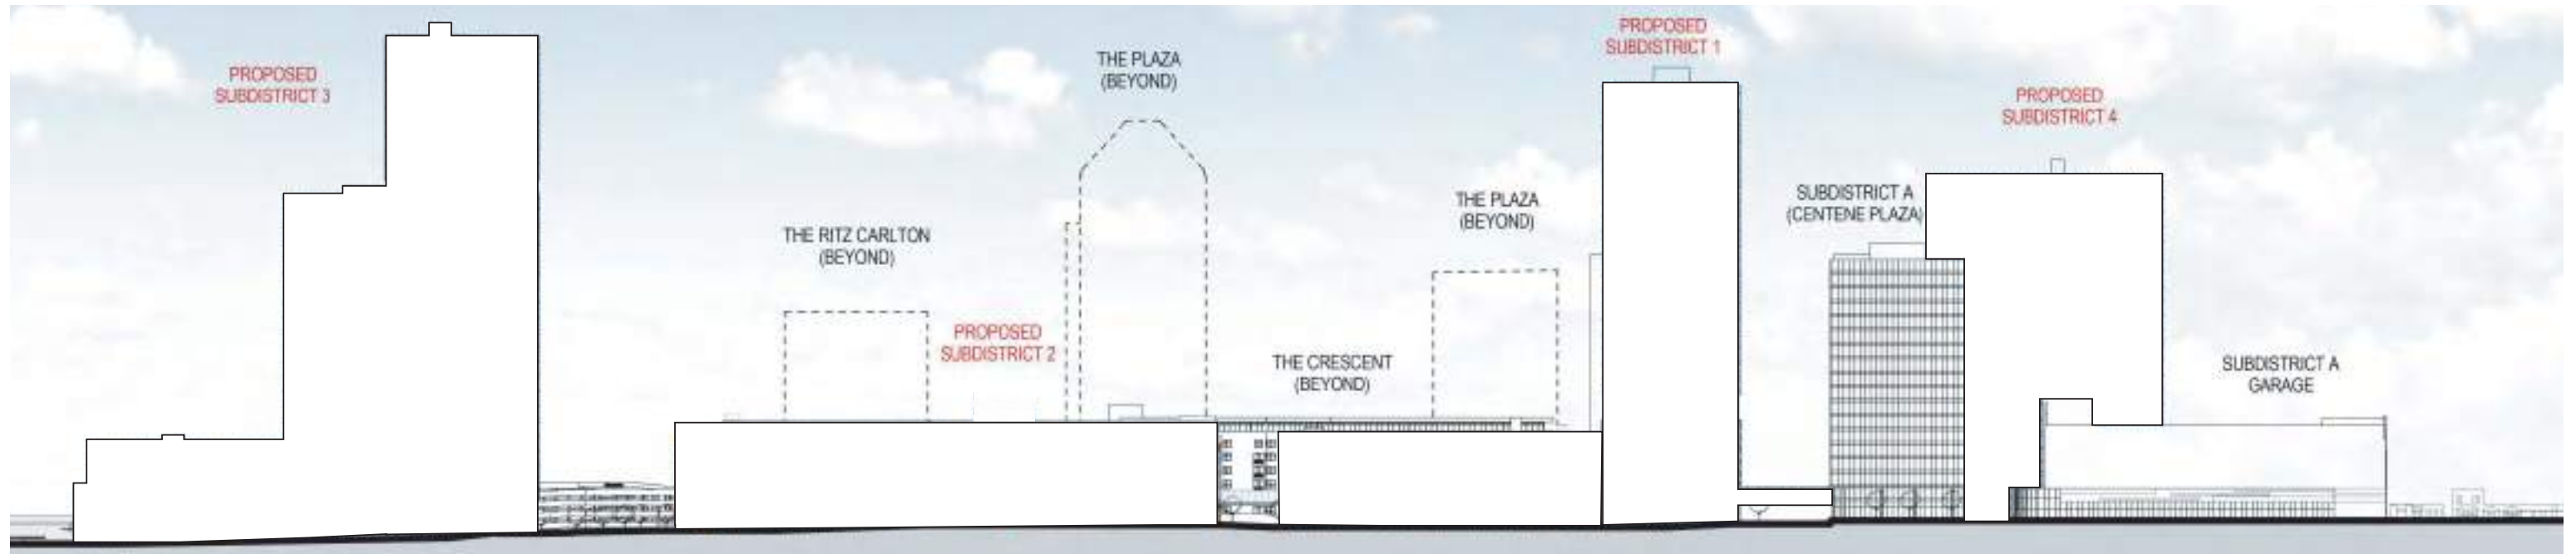 PROPOSED
SUBDISTRICT 3
THE RITZ CARLTON
(BEYOND)
PROPOSED
SUBDISTRICT 2
THE PLAZA
(BEYOND)
THE CRESCENT
(BEYOND)
THE PLAZA
(BEYOND)
PROPOSED
SUBDISTRICT 1
SUBDISTRICT A
(CENTENE PLAZA)
PROPOSED
SUBDISTRICT 4
SUBDISTRICT A
GARAGE